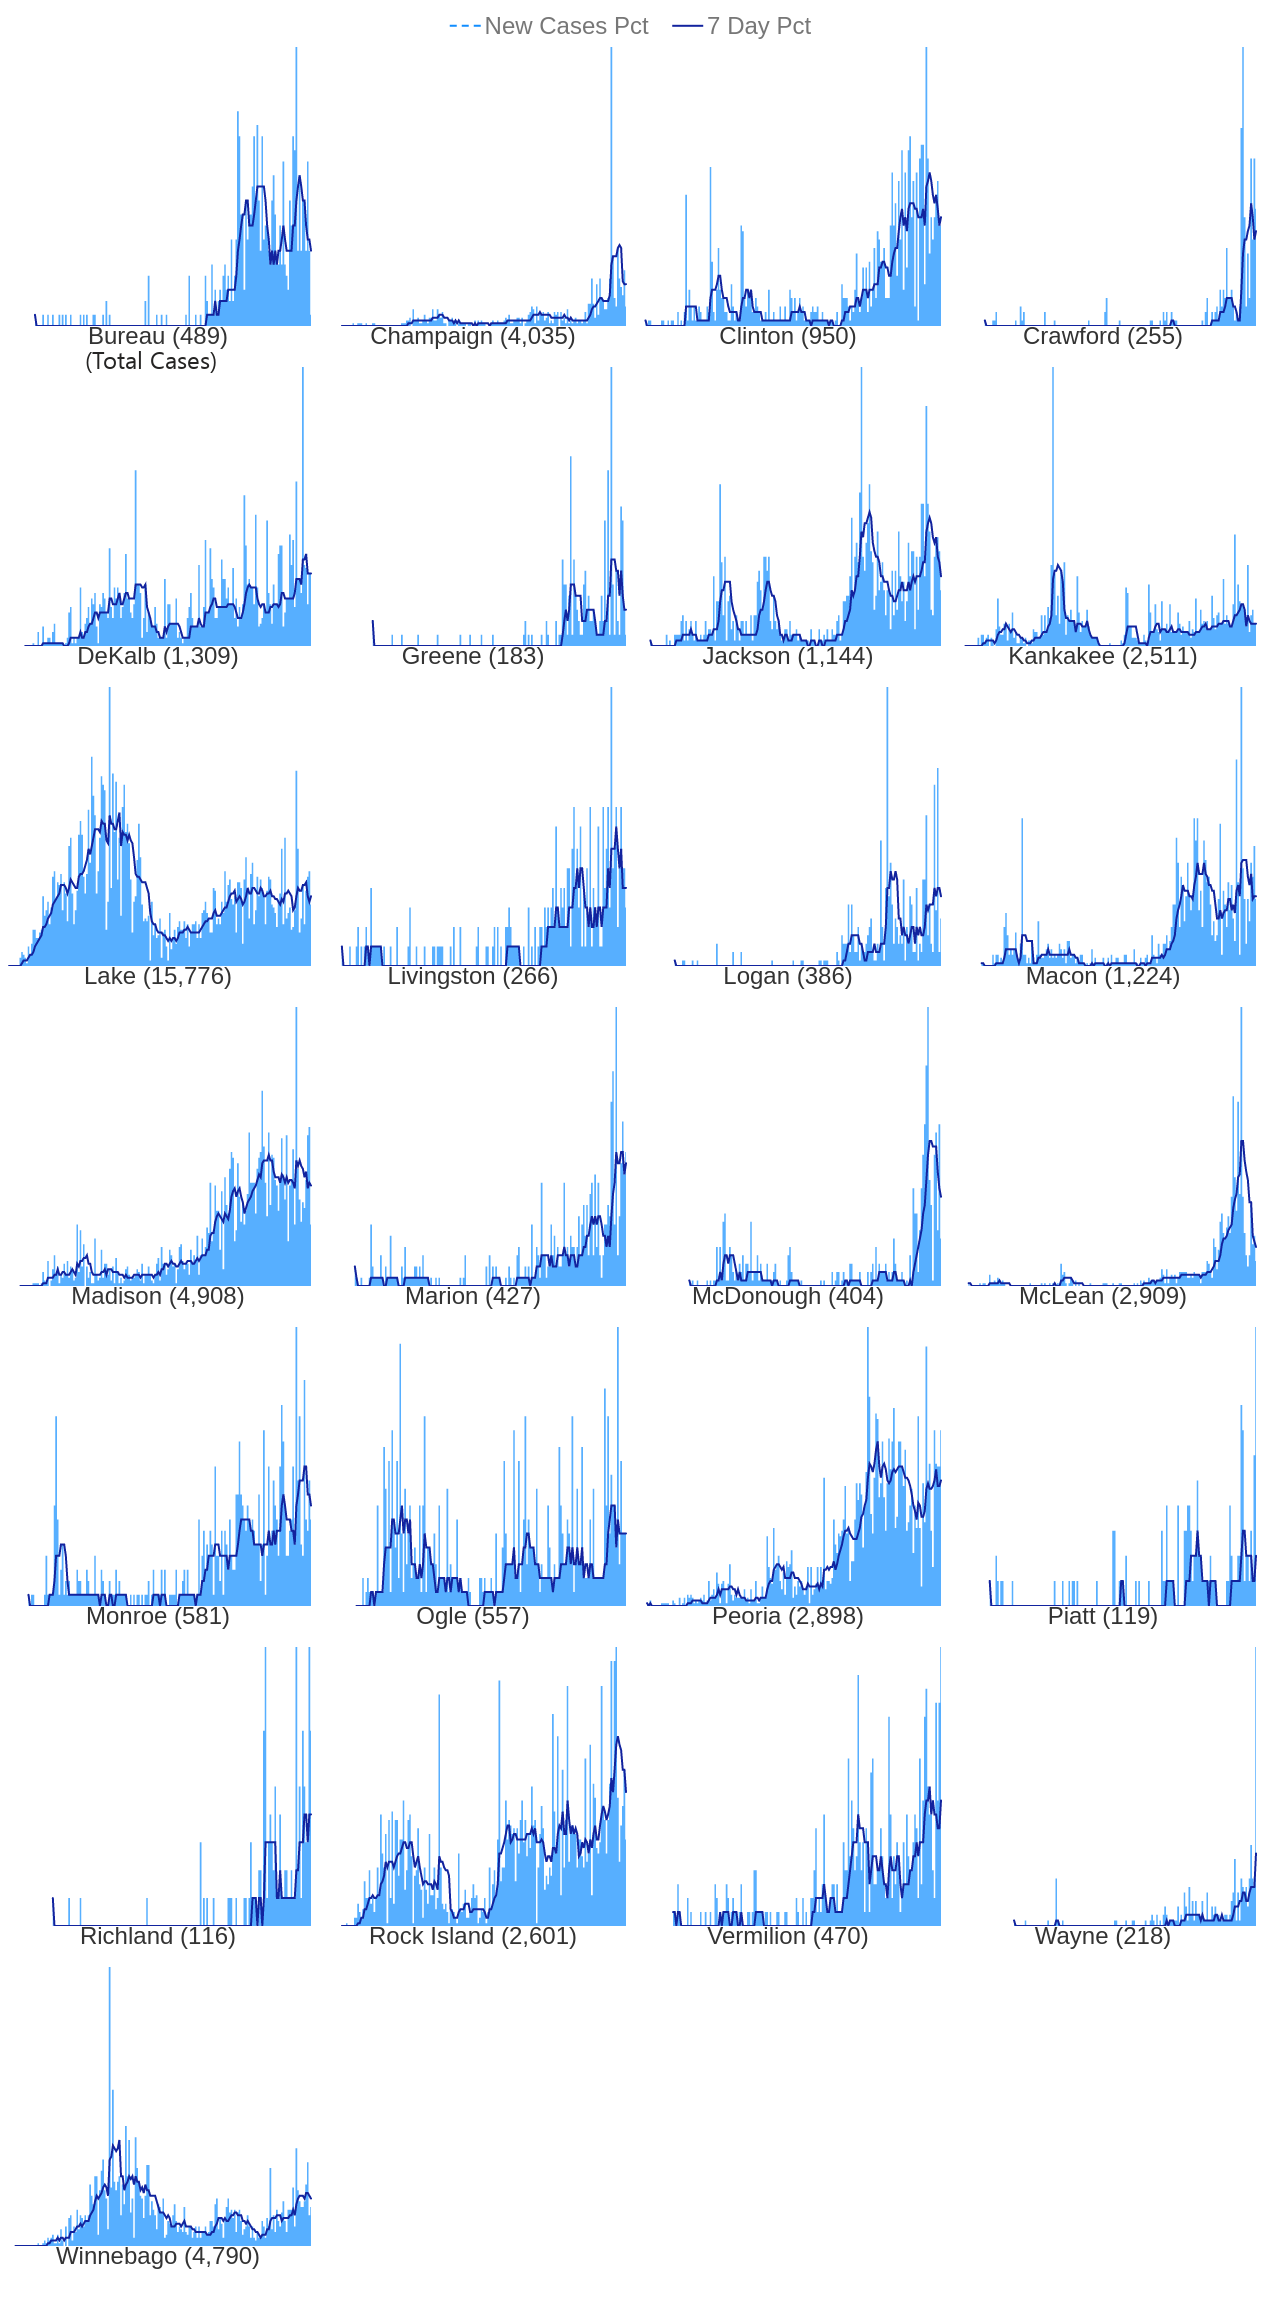 New Cases Pct 7 Day Pct
Bureau (489) Champaign (4,035) Clinton (950) Crawford (255)
(Total Cases)
DeKalb (1,309) Greene (183) Jackson (1,144) Kankakee (2,511)
Lake (15,776) Livingston (266) Logan (386) Macon (1,224)
Madison (4,908) Marion (427) McDonough (404) McLean (2,909)
Monroe (581) Ogle (557) Peoria (2,898) Piatt (119)
Richland (116) Rock Island (2,601) Vermilion (470) Wayne (218)
Winnebago (4,790)